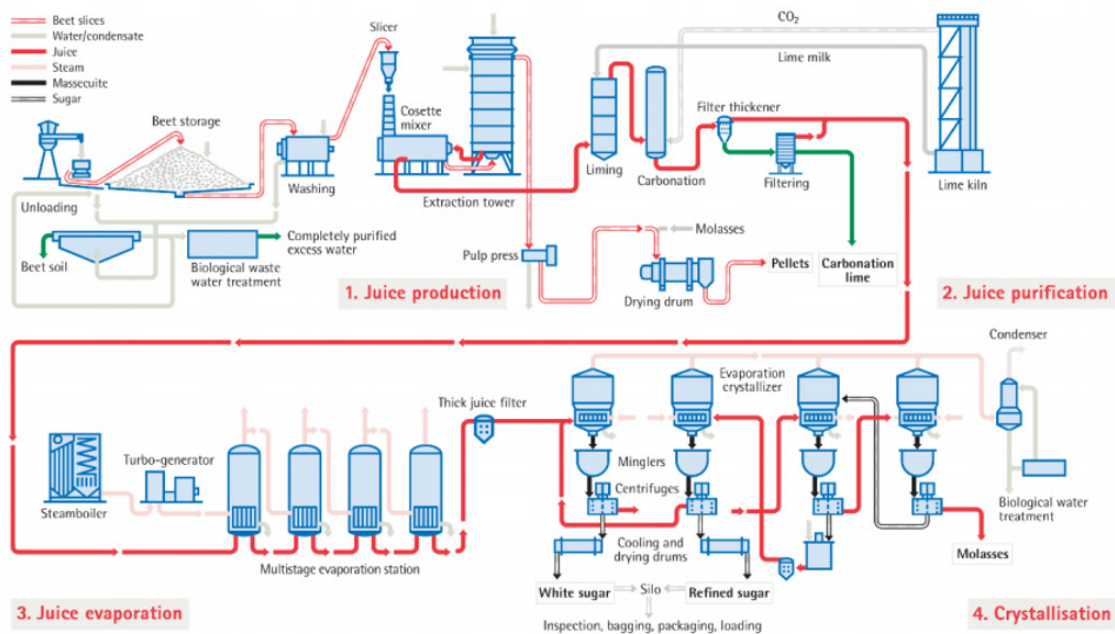 Beet slices
Water/condensate
Juice
Steam
Massecuite
Sugar
Slicer
CO2
Lime milk
Beet storage
Cosette
mixer
Filter thickener
Unloading
Washing
Extraction tower
Liming
Carbonation
Filtering
Lime kiln
Beet soil
Biological waste
water treatment
Completely purified
excess water
Pulp press
Molasses
Drying drum
Pellets
Carbonation
lime
1. Juice production
2. Juice purification
Condenser
Evaporation
crystallizer
Thick juice filter
Steamboiler
Turbo-generator
Minglers
Centrifuges
Biological water
treatment
Multistage evaporation station
Cooling and
drying drums
Molasses
White sugar
Silo
Refined sugar
3. Juice evaporation
4. Crystallisation
Inspection, bagging, packaging, loading